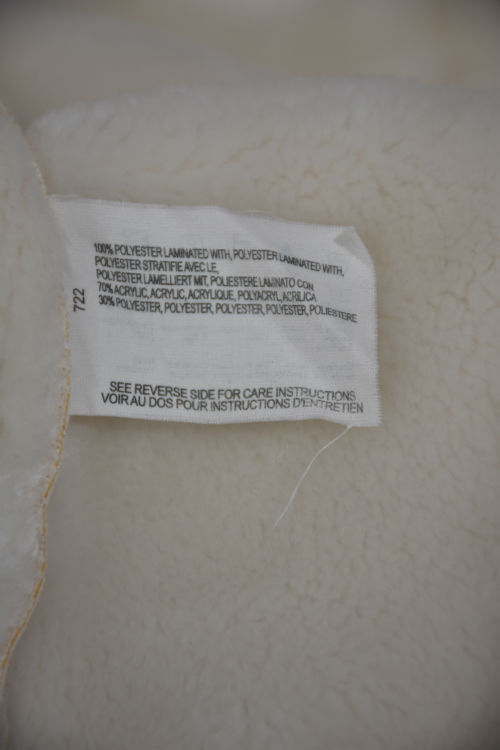 100% POLYESTER LAMINATED WITH, POLYESTER LAMINATED WITH,
POLYESTER STRATIFIE AVEC LE,
POLYESTER LAMELLIERT MIT, POLIESTERE LAMINATO CON
70% ACRYLIC, ACRYLIC, ACRYLIQUE, POLYACRYL, ACRILICA
30% POLYESTER, POLYESTER, POLYESTER, POLYESTER, POLIESTERE
722
SEE REVERSE SIDE FOR CARE INSTRUCTIONS
VOIR AU DOS POUR INSTRUCTIONS D'ENTRETIEN